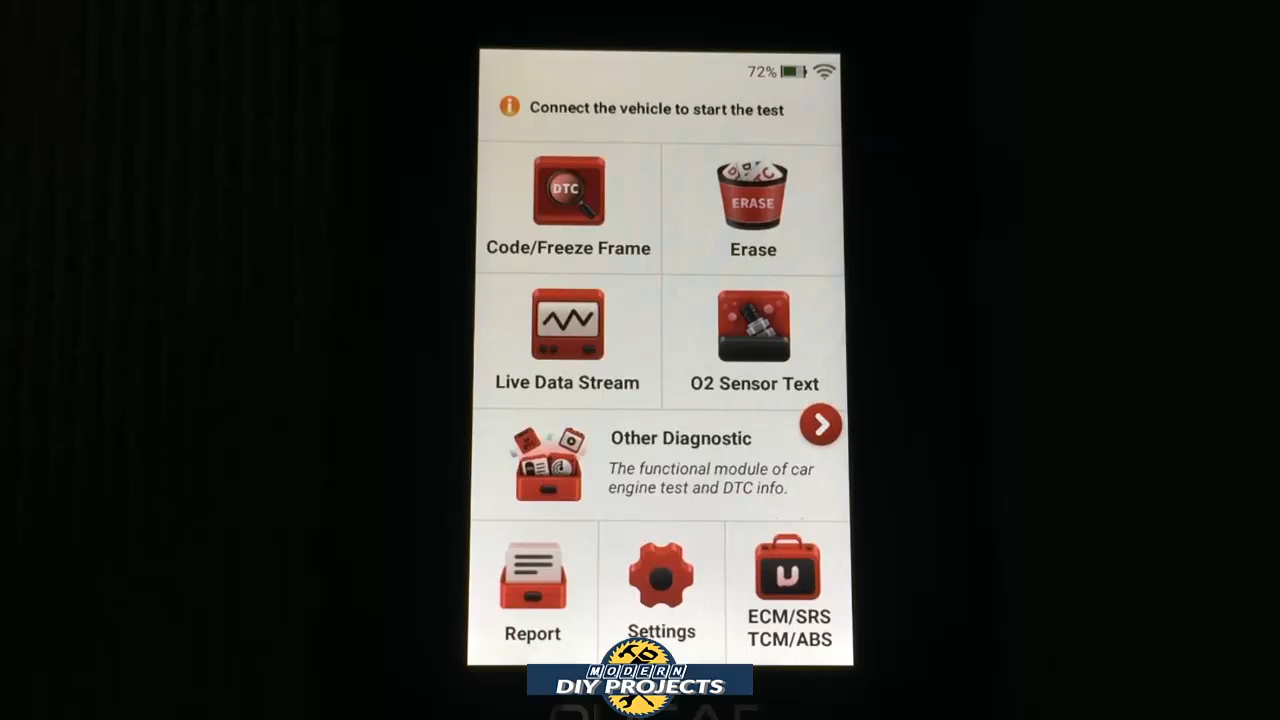 72%
Connect the vehicle to start the test
DTC
ERASE
Code/Freeze Frame
Erase
Live Data Stream
O2 Sensor Text
Other Diagnostic
The functional module of car
engine test and DTC info.
Report
Settings
ECM/SRS
TCM/ABS
MODERN
DIY PROJECTS